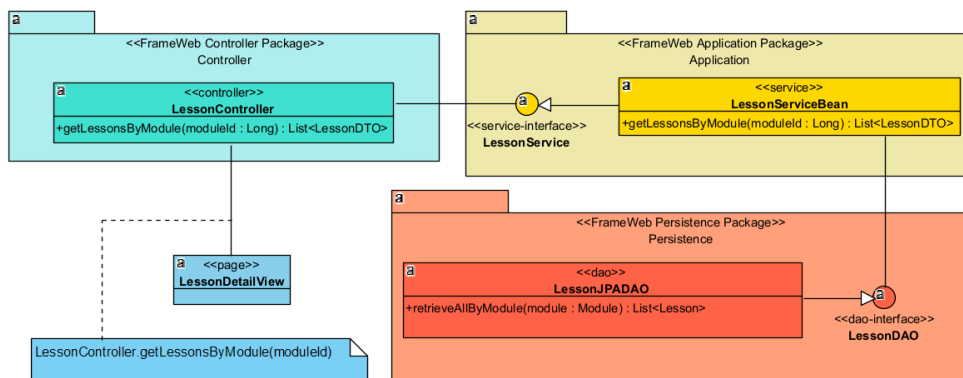 a
<<FrameWeb Controller Package>>
Controller
a
<<controller>>
LessonController
+getLessonsByModule(moduleId : Long) : List<LessonDTO>
a
<<FrameWeb Application Package>>
Application
a
<<service-interface>>
LessonService
a
<<service>>
LessonServiceBean
+getLessonsByModule(moduleId : Long) : List<LessonDTO>
a
<<FrameWeb Persistence Package>>
Persistence
a
<<dao>>
LessonJPADAO
+retrieveAllByModule(module : Module) : List<Lesson>
a
<<dao-interface>>
LessonDAO
a
<<page>>
LessonDetailView
LessonController.getLessonsByModule(moduleId)